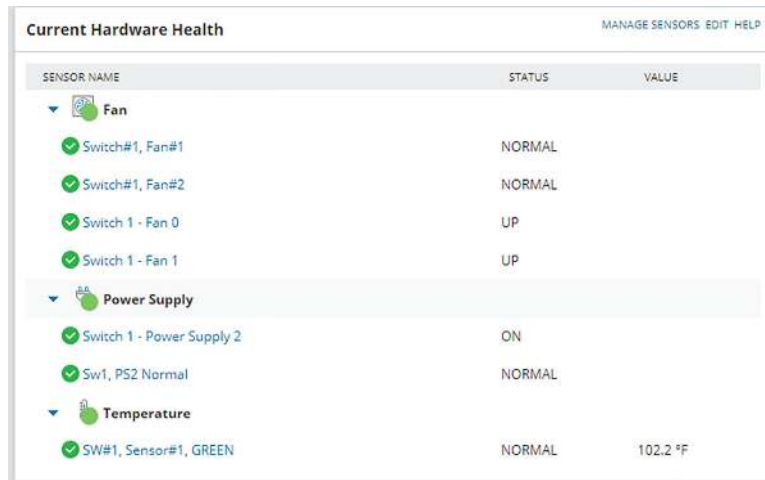 Current Hardware Health MANAGE SENSORS EDIT HELP
SENSOR NAME STATUS VALUE
Fan
Switch#1, Fan#1 NORMAL
Switch#1, Fan#2 NORMAL
Switch 1 - Fan 0 UP
Switch 1 - Fan 1 UP
Power Supply
Switch 1 - Power Supply 2 ON
Sw1, PS2 Normal NORMAL
Temperature
SW#1, Sensor#1, GREEN NORMAL 102.2 °F